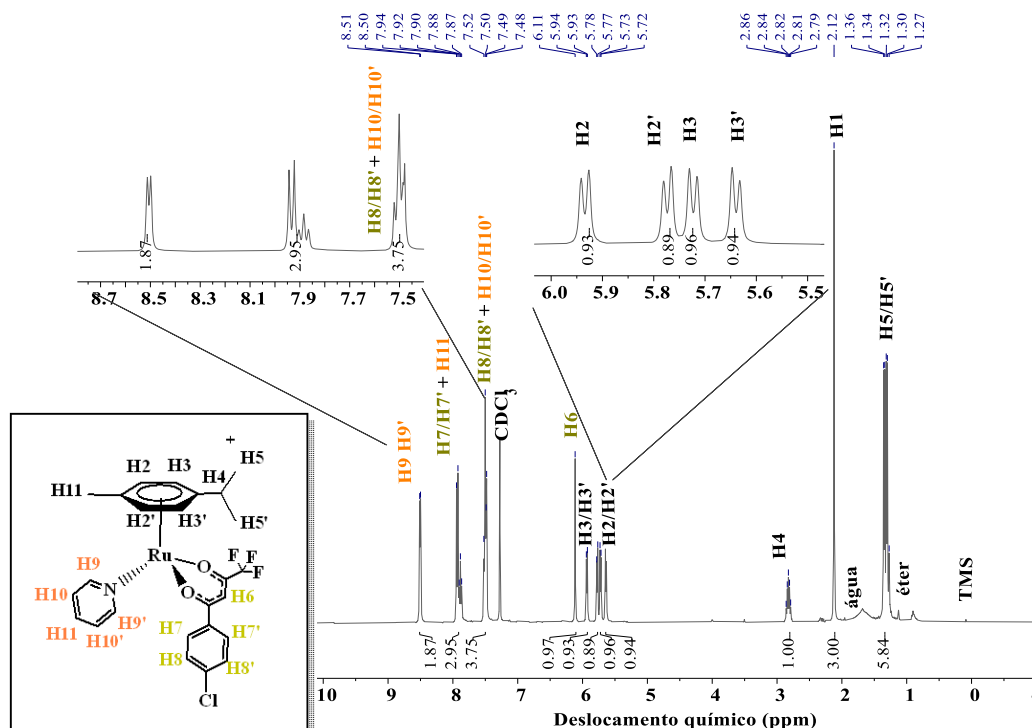 8.51 8.50 7.94 7.92 7.90 7.88 7.87 7.52 7.50 7.49 7.48 6.11 5.94 5.93 5.78 5.77 5.73 5.72 2.86 2.84 2.82 2.81 2.79 2.12 1.36 1.34 1.32 1.30 1.27
H8/H8' + H10/H10'
H2 H2' H3 H3' H1
1.87 2.95 3.75
0.93 0.89 0.96 0.94
8.7 8.5 7.9 7.7 7.5
6.0 5.9 5.8 5.7 5.6 5.5
H9 H9'
H7/H7' + H11
H8/H8' + H10/H10'
CDCl3
H6
H3/H3'
H2/H2'
H4
água
H5/H5'
éter
TMS
+
H2 H3 H5
H4
H11
H2' H3' H5'
Ru
H9 N O F F
O F
H10 H6
H11 H9'
H10' H7 H7'
H8 H8'
Cl
1.87 2.95 3.75 0.97 0.93 0.89 0.96 0.94 1.00 3.00 5.84
10 9 8 7 6 5 4 3 2 1 0
Deslocamento químico (ppm)